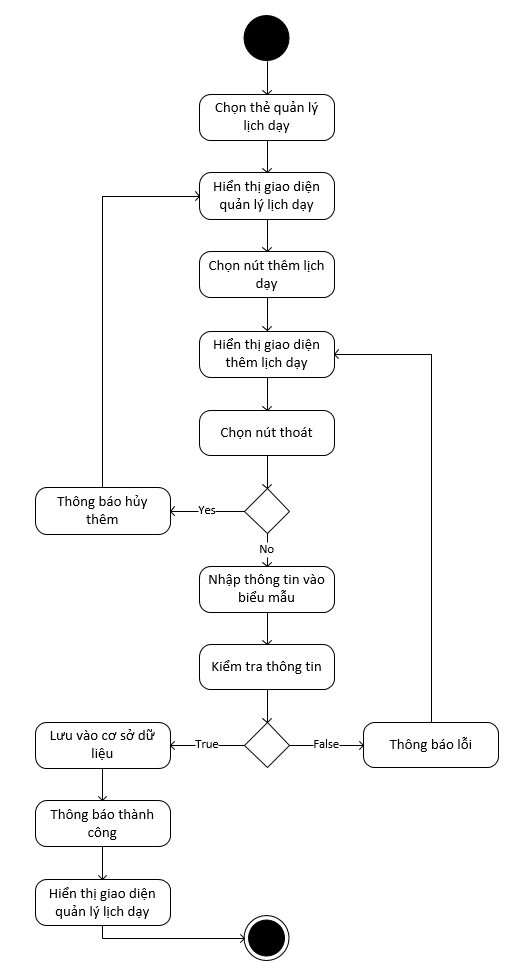 Chọn thẻ quản lý
lịch dạy
Hiển thị giao diện
quản lý lịch dạy
Chọn nút thêm lịch
dạy
Hiển thị giao diện
thêm lịch dạy
Chọn nút thoát
Thông báo hủy
thêm
Yes
No
Nhập thông tin vào
biểu mẫu
Kiểm tra thông tin
Lưu vào cơ sở dữ
liệu
True
False
Thông báo lỗi
Thông báo thành
công
Hiển thị giao diện
quản lý lịch dạy